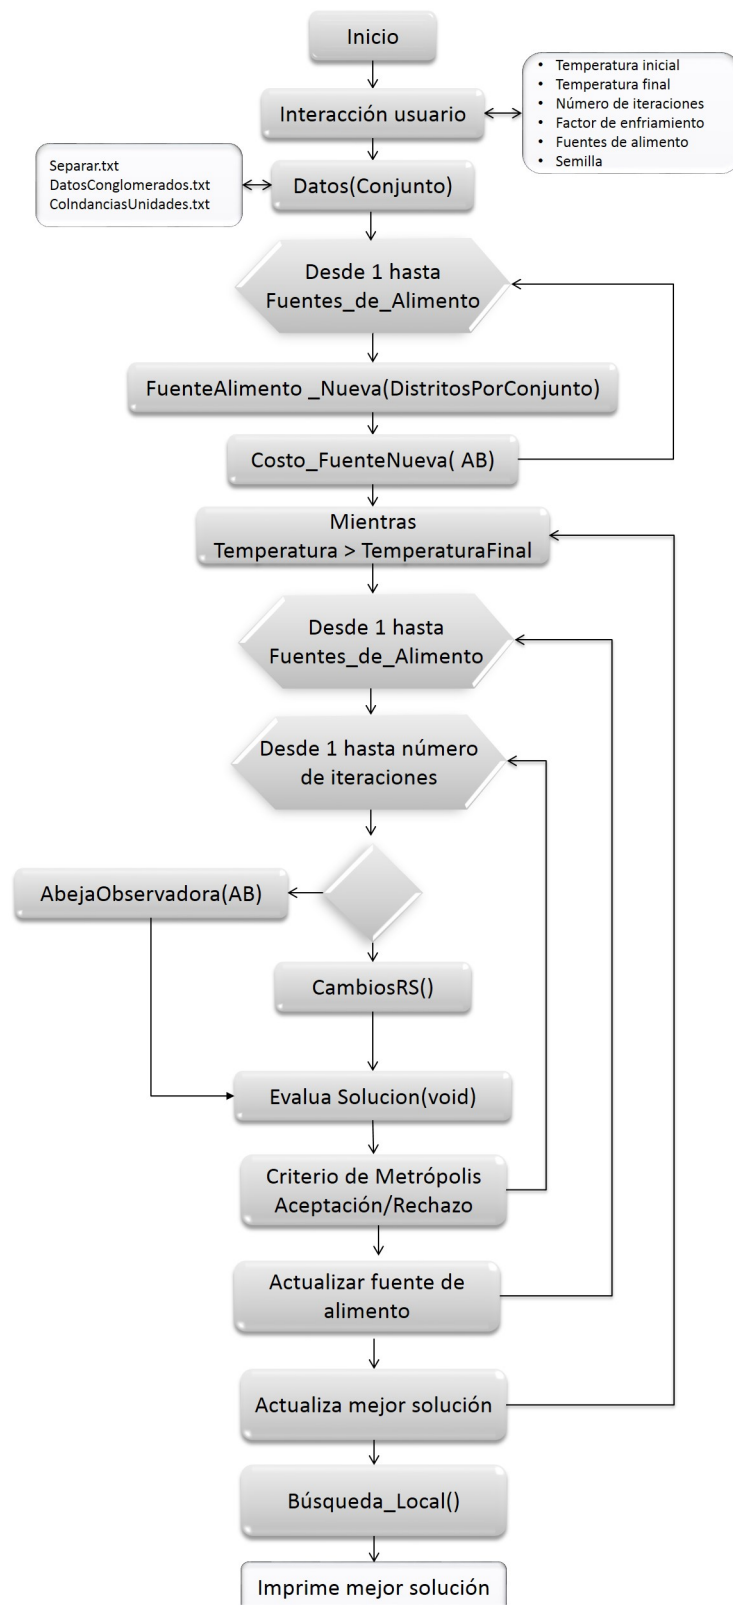 Inicio
Interacción usuario
• Temperatura inicial
• Temperatura final
• Número de iteraciones
• Factor de enfriamiento
• Fuentes de alimento
• Semilla
Separar.txt
DatosConglomerados.txt
ColndanciasUnidades.txt
Datos(Conjunto)
Desde 1 hasta
Fuentes_de_Alimento
FuenteAlimento _Nueva(DistritosPorConjunto)
Costo_FuenteNueva( AB)
Mientras
Temperatura > TemperaturaFinal
Desde 1 hasta
Fuentes_de_Alimento
Desde 1 hasta número
de iteraciones
AbejaObservadora(AB)
CambiosRS()
Evalua Solucion(void)
Criterio de Metrópolis
Aceptación/Rechazo
Actualizar fuente de
alimento
Actualiza mejor solución
Búsqueda_Local()
Imprime mejor solución